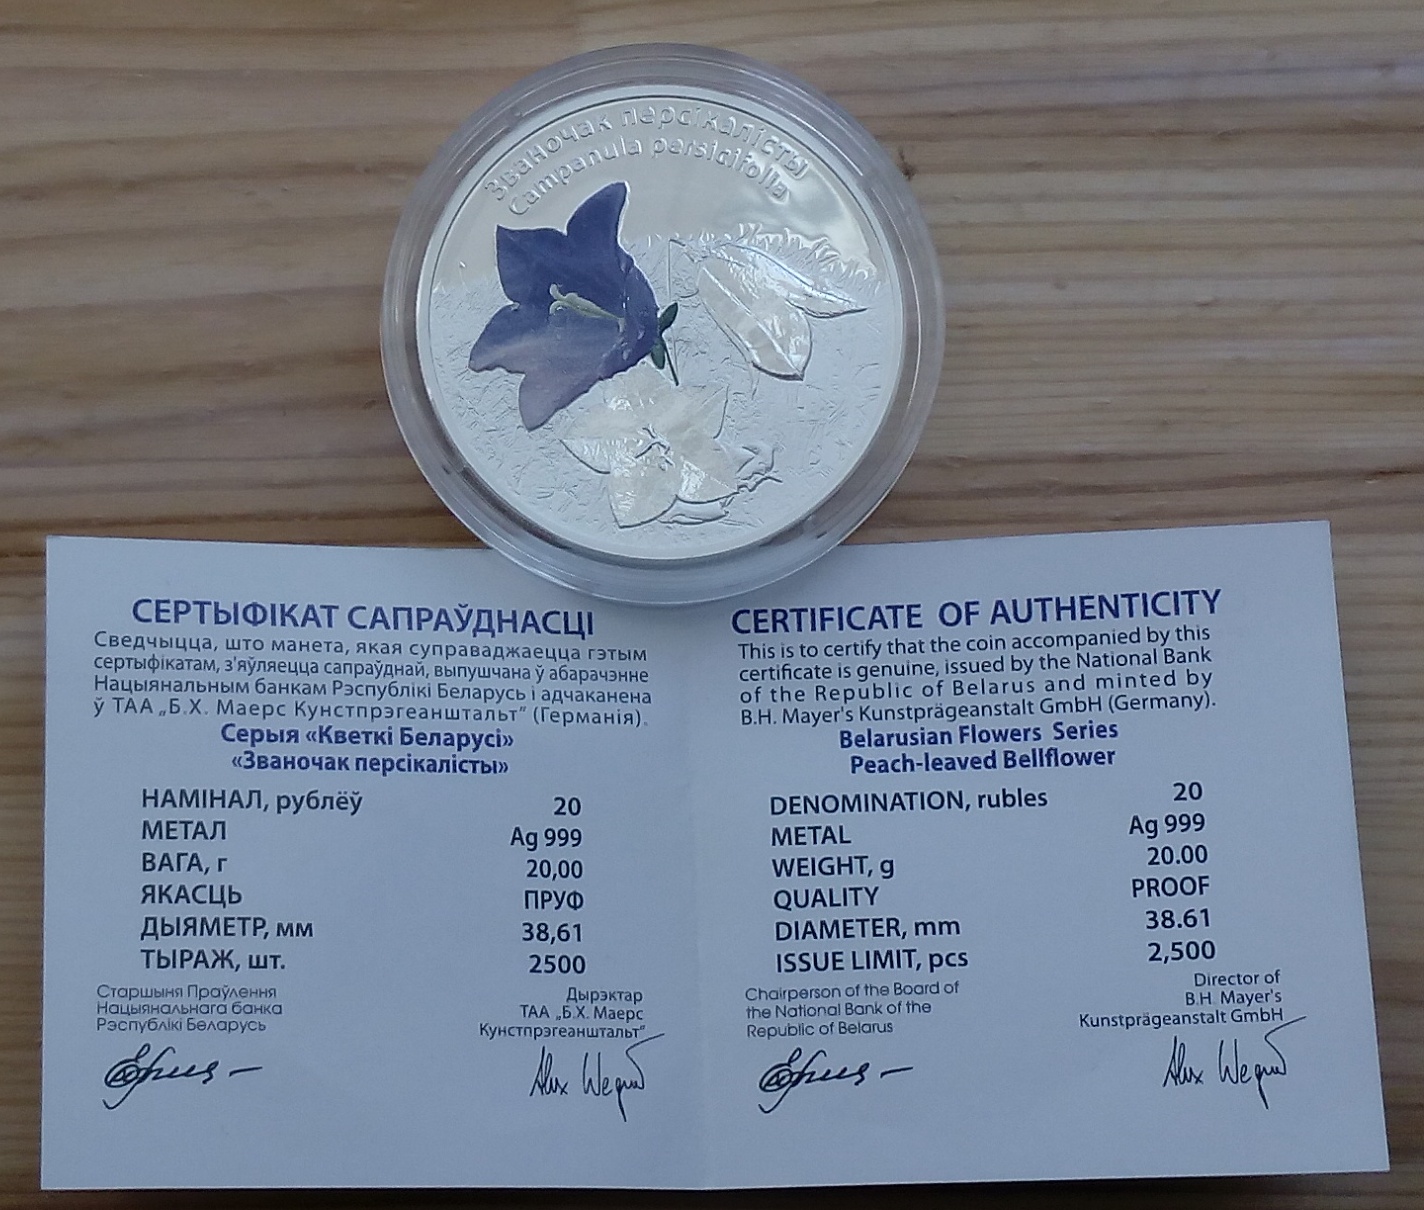 Званочак персікалісты
Campanula persicifolia
СЕРТЫФІКАТ САПРАЎДНАСЦІ
Сведчыцца, што манета, якая суправаджаецца гэтым
сертыфікатам, з'яўляецца сапраўднай, выпушчана ў абарачэнне
Нацыянальным банкам Рэспублікі Беларусь і адчаканена
ў ТАА „Б.Х. Маерс Кунстпрэгеанштальт" (Германія).
Серыя «Кветкі Беларусі»
«Званочак персікалісты»
НАМІНАЛ, рублёў 20
МЕТАЛ Ag 999
ВАГА, г 20,00
ЯКАСЦЬ ПРУФ
ДЫЯМЕТР, мм 38,61
ТЫРАЖ, шт. 2500
Старшыня Праўлення
Нацыянальнага банка
Рэспублікі Беларусь
Дырэктар
ТАА „Б.Х. Маерс
Кунстпрэгеанштальт"
CERTIFICATE OF AUTHENTICITY
This is to certify that the coin accompanied by this
certificate is genuine, issued by the National Bank
of the Republic of Belarus and minted by
B.H. Mayer's Kunstprägeanstalt GmbH (Germany).
Belarusian Flowers Series
Peach-leaved Bellflower
DENOMINATION, rubles 20
METAL Ag 999
WEIGHT, g 20.00
QUALITY PROOF
DIAMETER, mm 38.61
ISSUE LIMIT, pcs 2,500
Chairperson of the Board of
the National Bank of the
Republic of Belarus
Director of
B.H. Mayer's
Kunstprägeanstalt GmbH